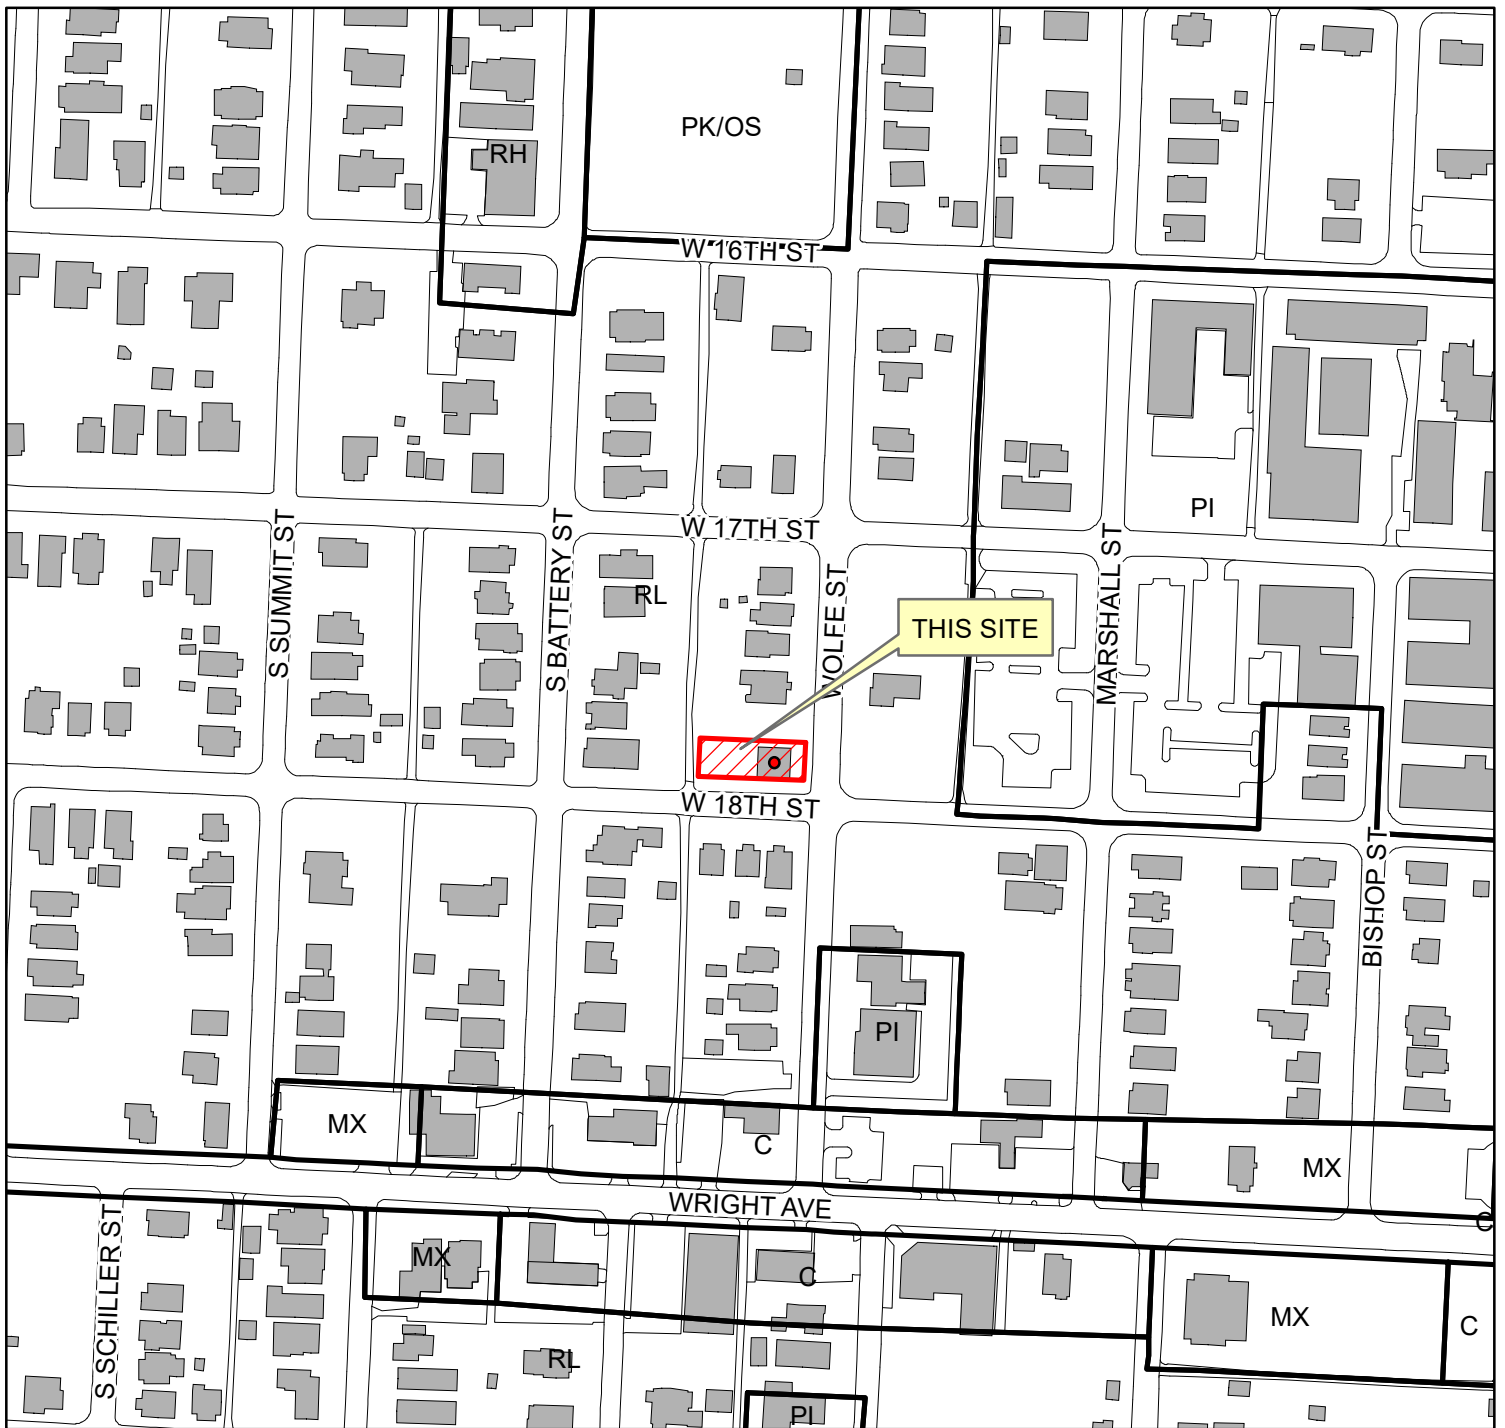 PK/OS
RH
W 16TH ST
PI
W 17TH ST
S SUMMIT ST
S BATTERY ST
WOLFE ST
MARSHALL ST
RL
THIS SITE
W 18TH ST
BISHOP ST
PI
MX
C
MX
WRIGHT AVE
C
S SCHILLER ST
MX
C
MX
C
RL
PI